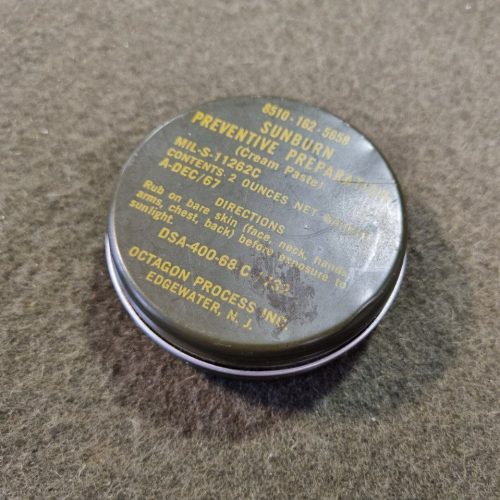 8510-162-5658
SUNBURN
PREVENTIVE PREPARATION
(Cream Paste)
MIL-S-11262C
CONTENTS: 2 OUNCES NET
A-DEC/67
DIRECTIONS
Rub on bare skin (face, neck, hands,
arms, chest, back) before exposure to
sunlight.
DSA-400-68 C
OCTAGON PROCESS INC.
EDGEWATER, N. J.